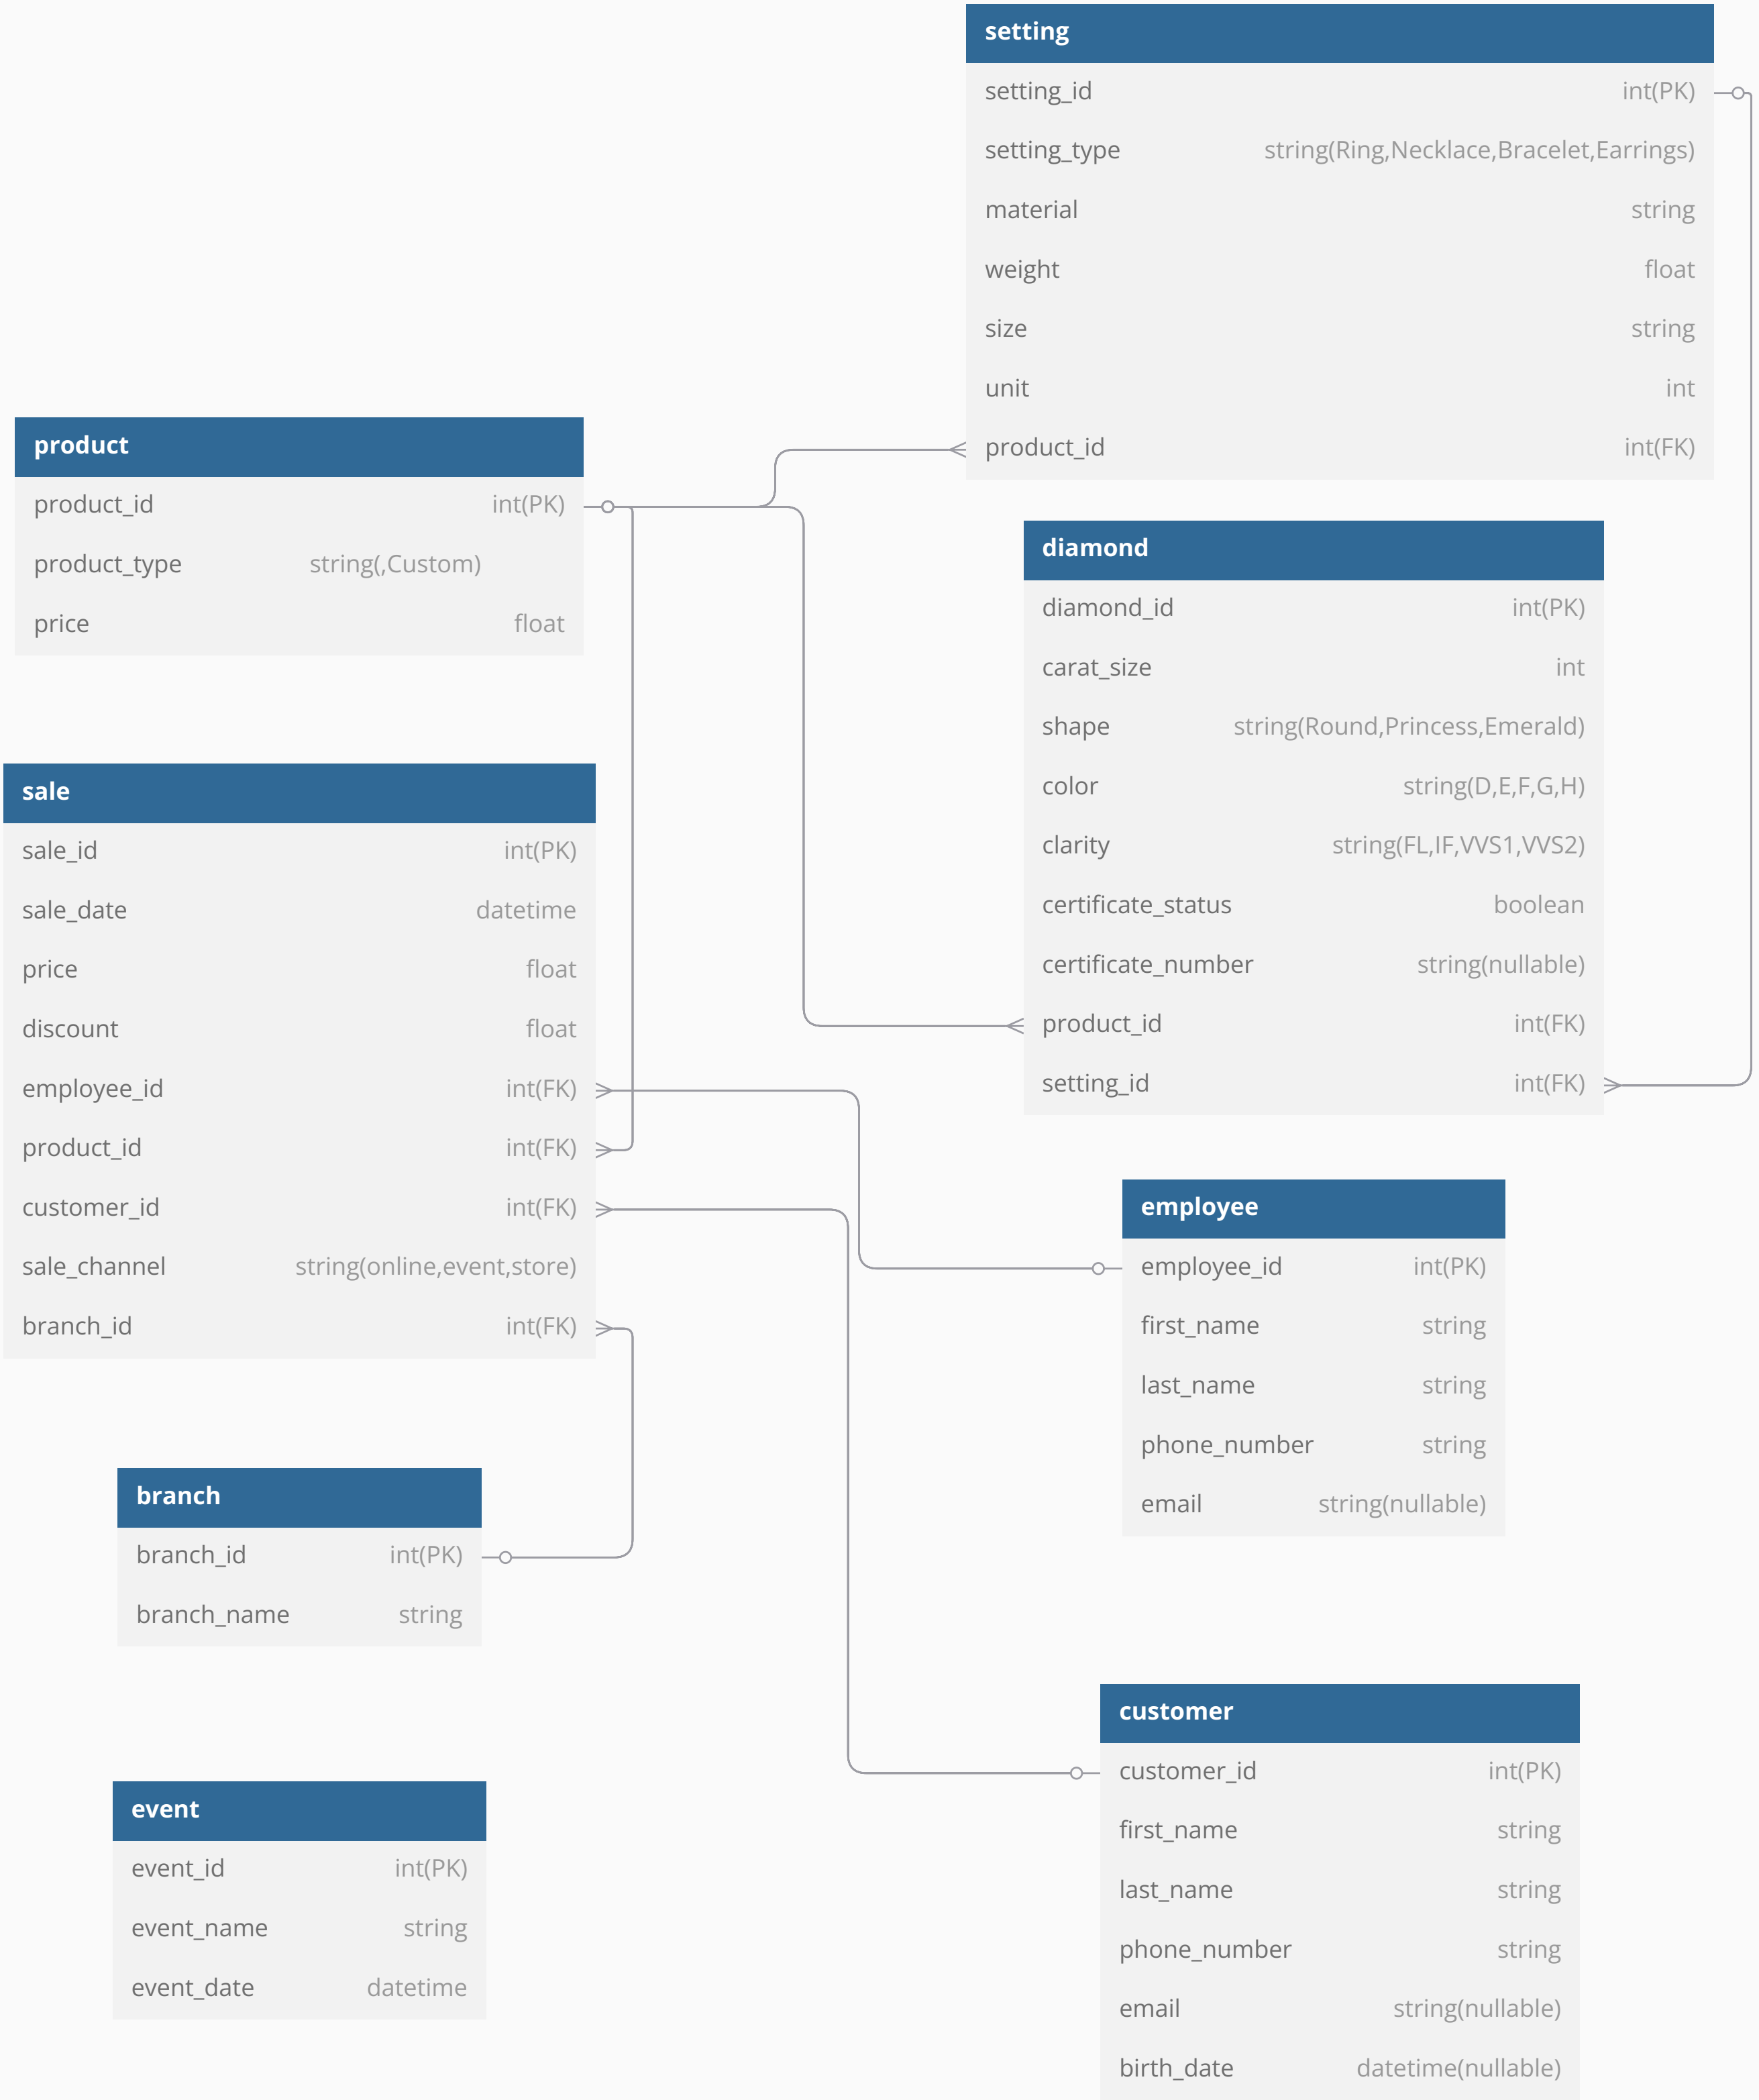 setting
setting_id int(PK)
setting_type string(Ring,Necklace,Bracelet,Earrings)
material string
weight float
size string
unit int
product_id int(FK)
product
product_id int(PK)
product_type string(,Custom)
price float
diamond
diamond_id int(PK)
carat_size int
shape string(Round,Princess,Emerald)
color string(D,E,F,G,H)
clarity string(FL,IF,VVS1,VVS2)
certificate_status boolean
certificate_number string(nullable)
product_id int(FK)
setting_id int(FK)
sale
sale_id int(PK)
sale_date datetime
price float
discount float
employee_id int(FK)
product_id int(FK)
customer_id int(FK)
sale_channel string(online,event,store)
branch_id int(FK)
employee
employee_id int(PK)
first_name string
last_name string
phone_number string
email string(nullable)
branch
branch_id int(PK)
branch_name string
customer
customer_id int(PK)
first_name string
last_name string
phone_number string
email string(nullable)
birth_date datetime(nullable)
event
event_id int(PK)
event_name string
event_date datetime